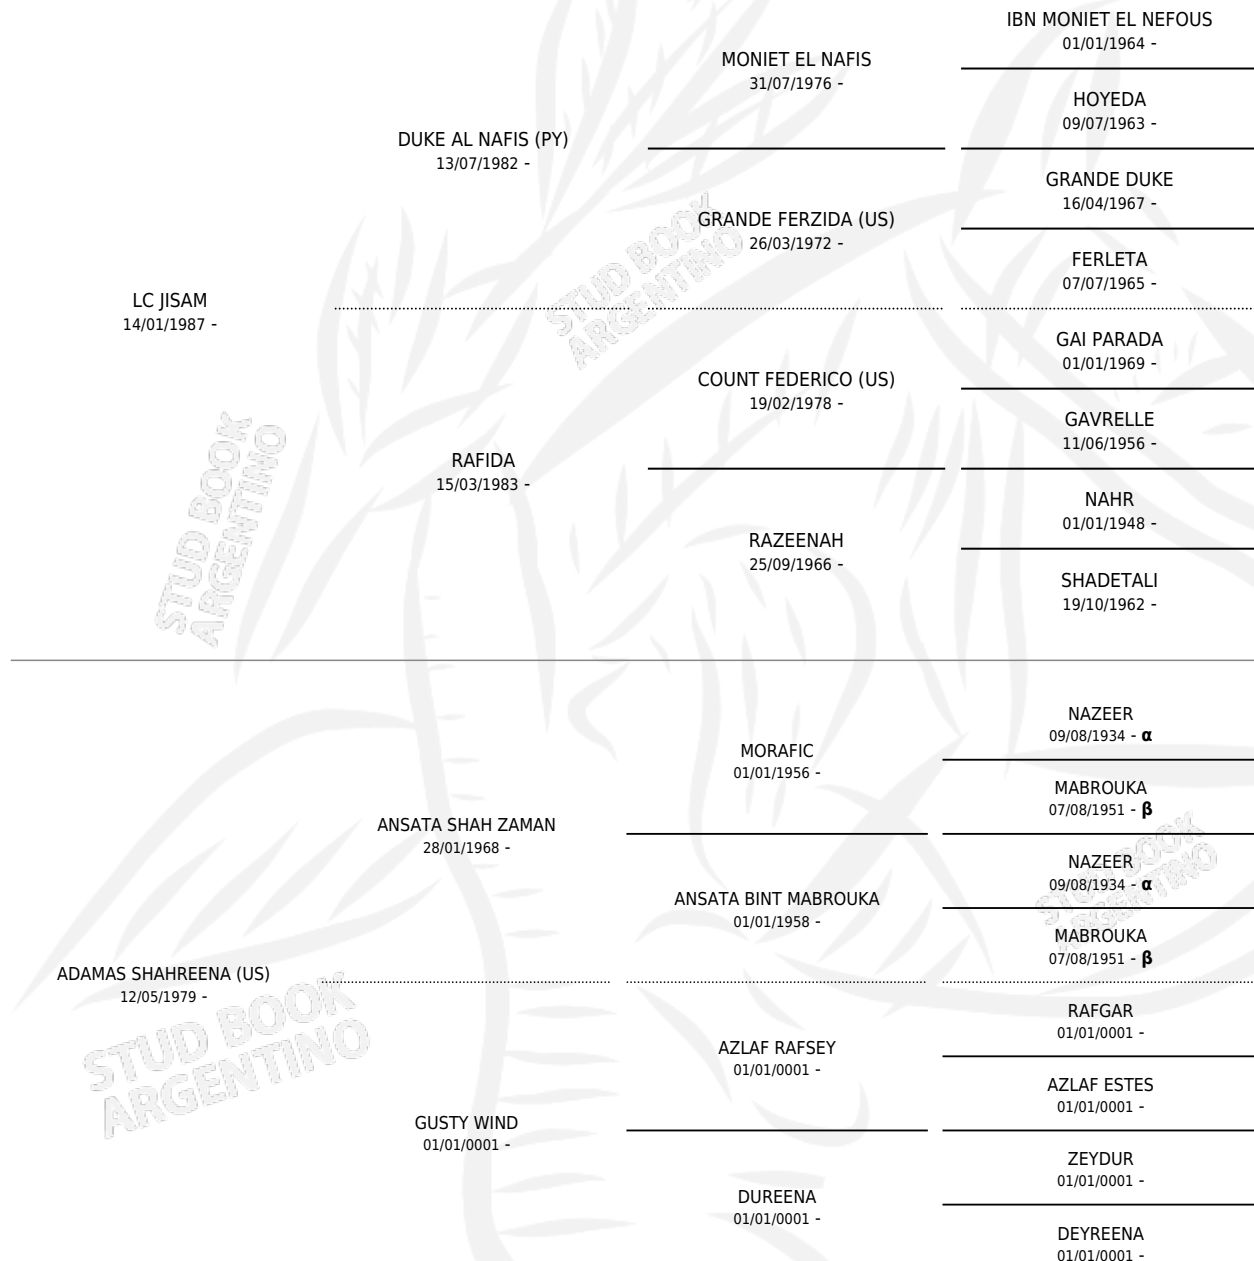 IBN MONIET EL NEFOUS
01/01/1964 -
MONIET EL NAFIS
31/07/1976 -
HOYEDA
09/07/1963 -
DUKE AL NAFIS (PY)
13/07/1982 -
GRANDE DUKE
16/04/1967 -
GRANDE FERZIDA (US)
26/03/1972 -
FERLETA
07/07/1965 -
LC JISAM
14/01/1987 -
GAI PARADA
01/01/1969 -
COUNT FEDERICO (US)
19/02/1978 -
GAVRELLE
11/06/1956 -
RAFIDA
15/03/1983 -
NAHR
01/01/1948 -
RAZEENAH
25/09/1966 -
SHADETALI
19/10/1962 -
NAZEER
09/08/1934 - α
MORAFIC
01/01/1956 -
MABROUKA
07/08/1951 - β
ANSATA SHAH ZAMAN
28/01/1968 -
NAZEER
09/08/1934 - α
ANSATA BINT MABROUKA
01/01/1958 -
MABROUKA
07/08/1951 - β
ADAMAS SHAHREENA (US)
12/05/1979 -
RAFGAR
01/01/0001 -
AZLAF RAFSEY
01/01/0001 -
AZLAF ESTES
01/01/0001 -
GUSTY WIND
01/01/0001 -
ZEYDUR
01/01/0001 -
DUREENA
01/01/0001 -
DEYREENA
01/01/0001 -
STUD BOOK
ARGENTINO
STUD BOOK
ARGENTINO
STUD BOOK
ARGENTINO
STUD BOOK
ARGENTINO